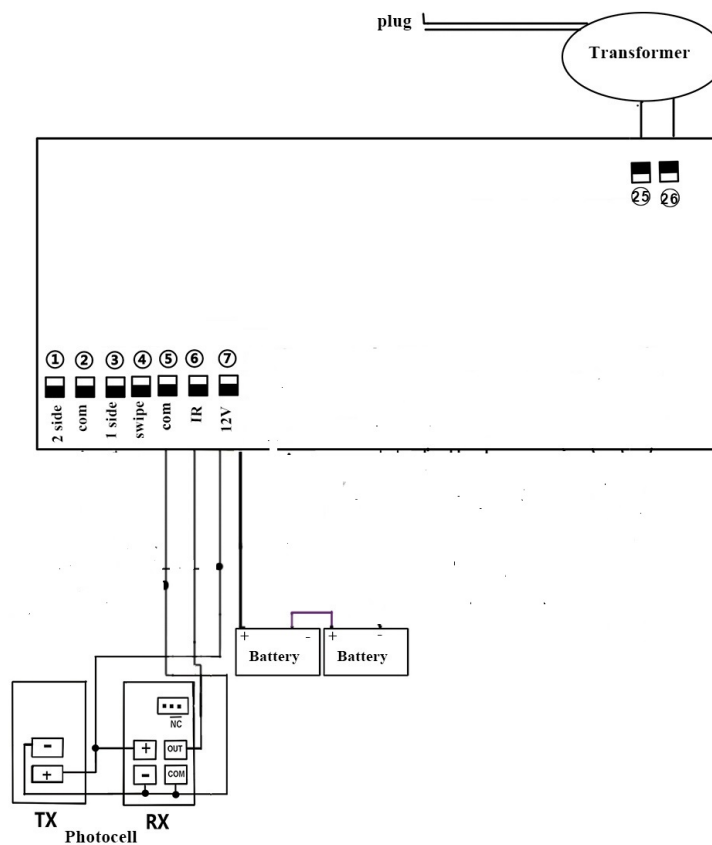 plug
Transformer
25 26
1 2 3 4 5 6 7
2 side
com
1 side
swipe
com
IR
12V
+ - + -
Battery Battery
NC
- + OUT
+ - COM
TX RX
Photocell